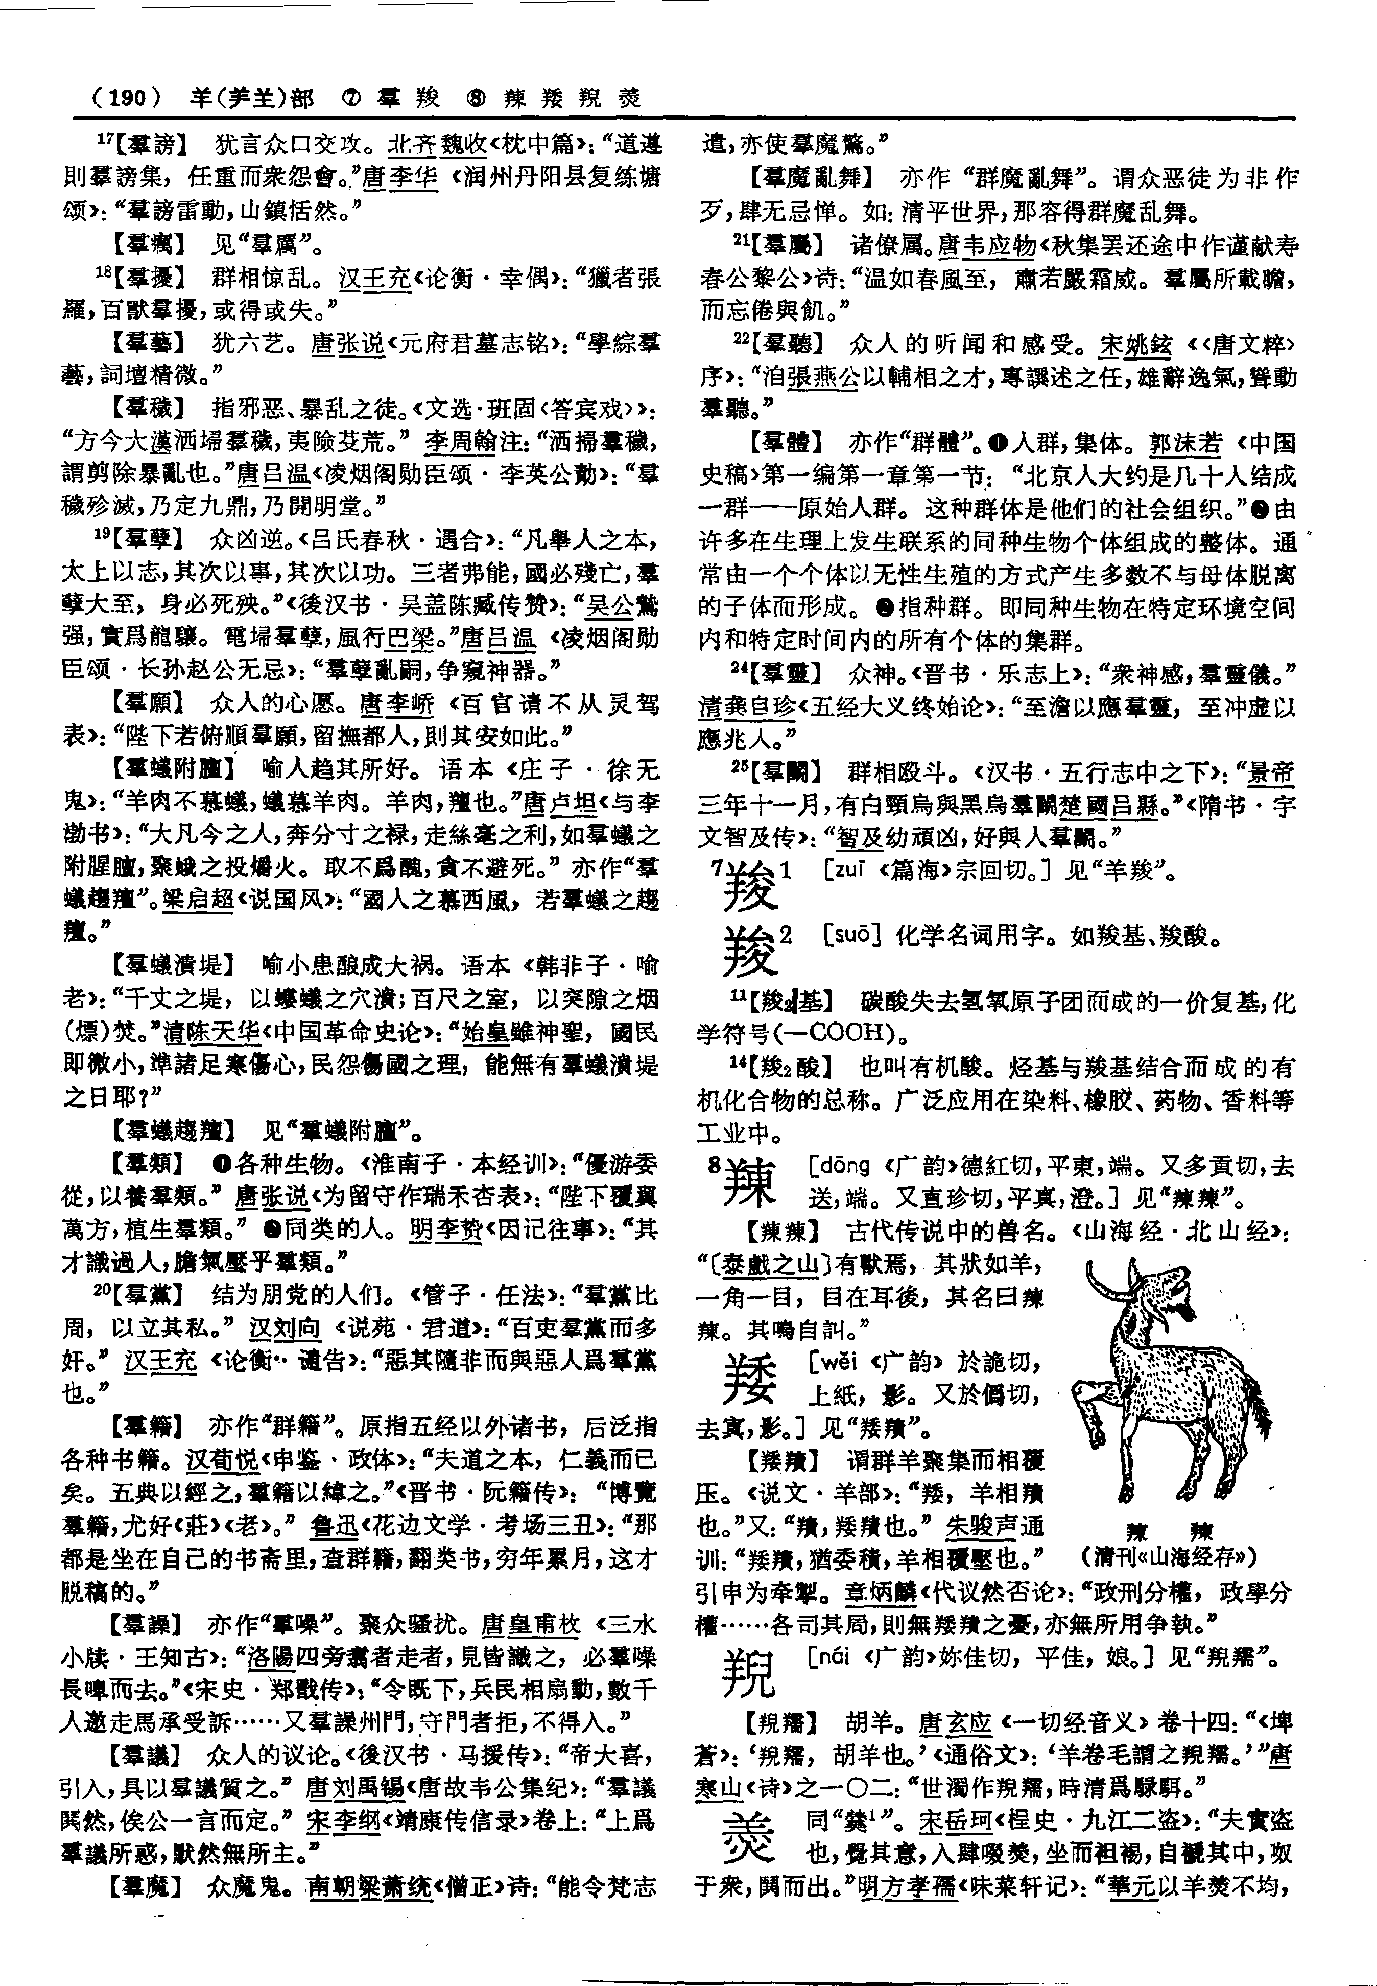 （190） 羊(⺶⺷)部 ⑦ 羣 羧 ⑧ 羫 羠 羬 羮
17【羣謗】 犹言众口交攻。北齐魏收《枕中篇》：“道遵
則羣謗集，任重而衆怨會。”唐李华《润州丹阳县复练塘
颂》：“羣謗雷動，山鎮恬然。”
【羣癘】 见“羣厲”。
18【羣擾】 群相惊乱。汉王充《论衡·幸偶》：“獵者張
羅，百獸羣擾，或得或失。”
【羣藝】 犹六艺。唐张说《元府君墓志铭》：“學綜羣
藝，詞壇精微。”
【羣穢】 指邪恶、暴乱之徒。《文选·班固〈答宾戏〉》：
“方今大漢洒埽羣穢，夷險芟荒。”李周翰注：“洒掃羣穢，
謂剪除暴亂也。”唐吕温《凌烟阁勋臣颂·李英公勣》：“羣
穢殄滅，乃定九鼎，乃開明堂。”
19【羣孽】 众凶逆。《吕氏春秋·遇合》：“凡舉人之本，
太上以志，其次以事，其次以功。三者弗能，國必殘亡，羣
孽大至，身必死殃。”《後汉书·吴盖陈臧传赞》：“吴公鷙
强，實爲龍驤。電埽羣孽，風行巴梁。”唐吕温《凌烟阁勋
臣颂·长孙赵公无忌》：“羣孽亂嗣，争窺神器。”
【羣願】 众人的心愿。唐李峤《百官请不从灵驾
表》：“陛下若俯順羣願，留撫都人，則其安如此。”
【羣蟻附膻】 喻人趋其所好。语本《庄子·徐无
鬼》：“羊肉不慕蟻，蟻慕羊肉。羊肉，羶也。”唐卢坦《与李
渤书》：“大凡今之人，奔分寸之禄，走絲毫之利，如羣蟻之
附腥膻，聚蛾之投爝火。取不爲醜，貪不避死。”亦作“羣
蟻趨羶”。梁启超《说国风》：“國人之慕西風，若羣蟻之趨
羶。”
【羣蟻潰堤】 喻小患酿成大祸。语本《韩非子·喻
老》：“千丈之堤，以螻蟻之穴潰；百尺之室，以突隙之烟
(熛)焚。”清陈天华《中国革命史论》：“始皇雖神聖，國民
即微小，準諸足寒傷心，民怨傷國之理，能無有羣蟻潰堤
之日耶？”
【羣蟻趨羶】 见“羣蟻附膻”。
【羣類】 ❶各种生物。《淮南子·本经训》：“優游委
從，以養羣類。”唐张说《为留守作瑞禾杏表》：“陛下覆翼
萬方，植生羣類。”❷同类的人。明李贽《因记往事》：“其
才識過人，膽氣壓乎羣類。”
20【羣黨】 结为朋党的人们。《管子·任法》：“羣黨比
周，以立其私。”汉刘向《说苑·君道》：“百吏羣黨而多
奸。”汉王充《论衡·谴告》：“惡其隨非而與惡人爲羣黨
也。”
【羣籍】 亦作“群籍”。原指五经以外诸书，后泛指
各种书籍。汉荀悦《申鉴·政体》：“夫道之本，仁義而已
矣。五典以經之，羣籍以緯之。”《晋书·阮籍传》：“博覽
羣籍，尤好《莊》《老》。”鲁迅《花边文学·考场三丑》：“那
都是坐在自己的书斋里，查群籍，翻类书，穷年累月，这才
脱稿的。”
【羣譟】 亦作“羣噪”。聚众骚扰。唐皇甫枚《三水
小牍·王知古》：“洛陽四旁翥者走者，見皆識之，必羣噪
長嘷而去。”《宋史·郑戬传》：“令既下，兵民相扇動，數千
人邀走馬承受訴……又羣譟州門，守門者拒，不得入。”
【羣議】 众人的议论。《後汉书·马援传》：“帝大喜，
引入，具以羣議質之。”唐刘禹锡《唐故韦公集纪》：“羣議
鬨然，俟公一言而定。”宋李纲《靖康传信录》卷上：“上爲
羣議所惑，默然無所主。”
【羣魔】 众魔鬼。南朝梁萧统《僧正》诗：“能令梵志
遣，亦使羣魔驚。”
【羣魔亂舞】 亦作“群魔亂舞”。谓众恶徒为非作
歹，肆无忌惮。如：清平世界，那容得群魔乱舞。
21【羣屬】 诸僚属。唐韦应物《秋集罢还途中作谨献寿
春公黎公》诗：“温如春風至，肅若嚴霜威。羣屬所載瞻，
而忘倦與飢。”
22【羣聽】 众人的听闻和感受。宋姚鉉《〈唐文粹〉
序》：“洎張燕公以輔相之才，專譔述之任，雄辭逸氣，聳動
羣聽。”
【羣體】 亦作“群體”。❶人群，集体。郭沫若《中国
史稿》第一编第一章第一节：“北京人大约是几十人结成
一群——原始人群。这种群体是他们的社会组织。”❷由
许多在生理上发生联系的同种生物个体组成的整体。通
常由一个个体以无性生殖的方式产生多数不与母体脱离
的子体而形成。❸指种群。即同种生物在特定环境空间
内和特定时间内的所有个体的集群。
24【羣靈】 众神。《晋书·乐志上》：“衆神感，羣靈儀。”
清龚自珍《五经大义终始论》：“至澹以應羣靈，至冲虚以
應兆人。”
25【羣鬭】 群相殴斗。《汉书·五行志中之下》：“景帝
三年十一月，有白頸烏與黑烏羣鬭楚國吕縣。”《隋书·宇
文智及传》：“智及幼頑凶，好與人羣鬭。”
7羧1 [zuī 《篇海》宗回切。] 见“羊羧”。
羧2 [suō] 化学名词用字。如羧基、羧酸。
11【羧2基】 碳酸失去氢氧原子团而成的一价复基，化
学符号(—COOH)。
14【羧2酸】 也叫有机酸。烃基与羧基结合而成的有
机化合物的总称。广泛应用在染料、橡胶、药物、香料等
工业中。
8䍶 [dōng 《广韵》德紅切，平東，端。又多貢切，去
送，端。又直珍切，平真，澄。] 见“䍶䍶”。
【䍶䍶】 古代传说中的兽名。《山海经·北山经》：
“〔泰戲之山〕有獸焉，其狀如羊，
一角一目，目在耳後，其名曰䍶
䍶。其鳴自訆。”
䍴 [wěi 《广韵》於詭切，
上紙，影。又於僞切，
去寘，影。] 见“䍴羵”。
【䍴䍵】 谓群羊聚集而相覆
压。《说文·羊部》：“䍴，羊相䍵
也。”又：“䍵，䍴䍵也。”朱骏声通
训：“䍴䍵，猶委積，羊相覆壓也。”
䍶 䍶
（清刊《山海经存》）
引申为牵掣。章炳麟《代议然否论》：“政刑分權，政學分
權……各司其局，則無䍴䍵之憂，亦無所用争執。”
羦 [nái 《广韵》妳佳切，平佳，娘。] 见“羦羺”。
【羦羺】 胡羊。唐玄应《一切经音义》卷十四：“《埤
蒼》：‘羦羺，胡羊也。’《通俗文》：‘羊卷毛謂之羦羺。’”唐
寒山《诗》之一〇二：“世濁作羦羺，時清爲騄駬。”
羮 同“羹1”。宋岳珂《桯史·九江二盗》：“夫實盗
也，覺其意，入肆啜羮，坐而袒裼，自襯其中，奴
于衆，鬨而出。”明方孝孺《味菜轩记》：“華元以羊羮不均，